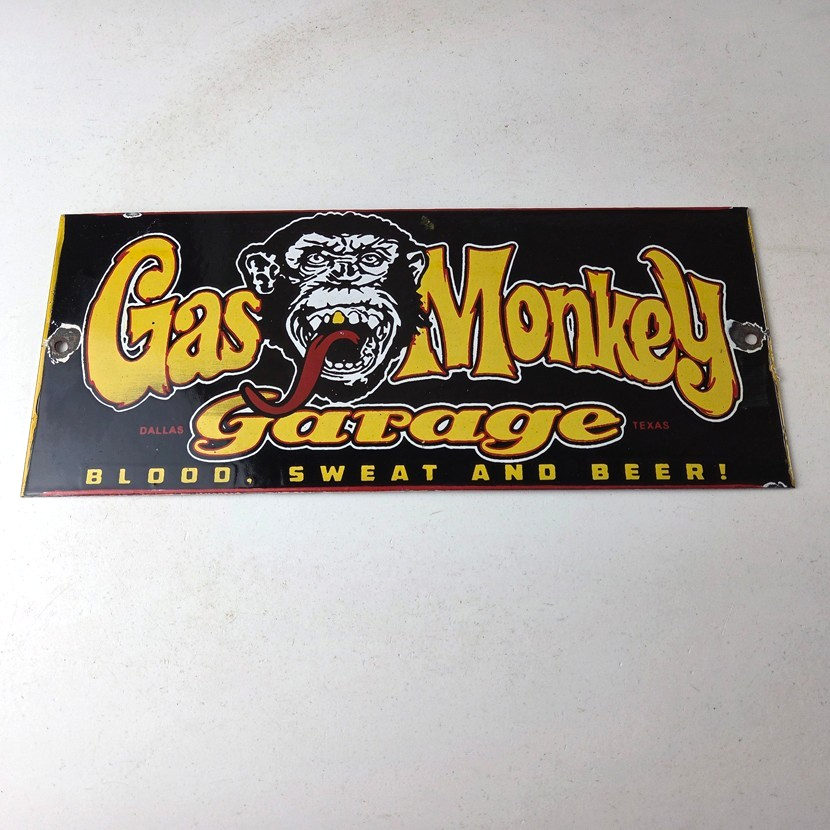 Gas Monkey
Garage
DALLAS TEXAS
BLOOD, SWEAT AND BEER!